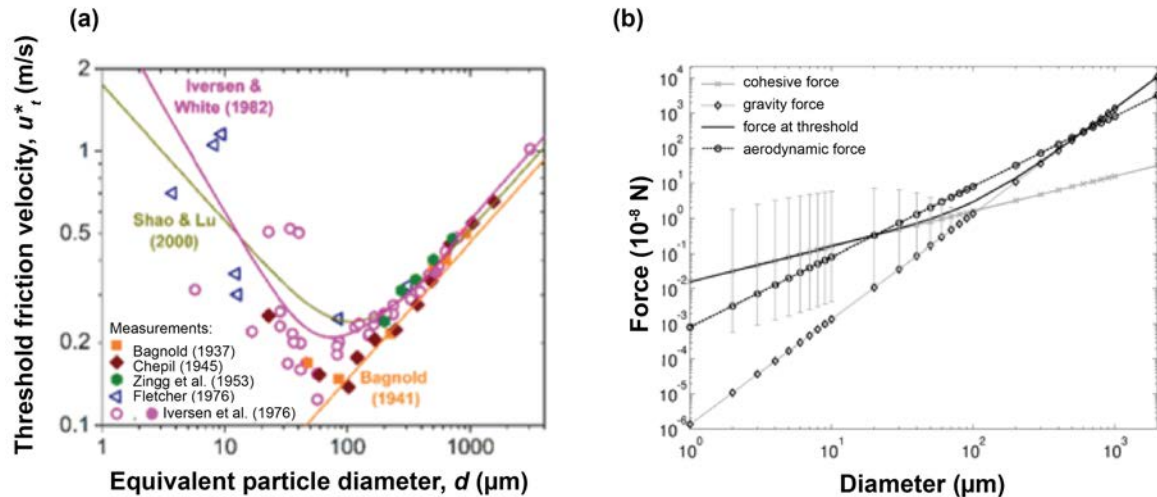 (a)
Threshold friction velocity, u*t (m/s)
2
1
0.5
0.2
0.1
Iversen &
White (1982)
Shao & Lu
(2000)
Bagnold
(1941)
Measurements:
Bagnold (1937)
Chepil (1945)
Zingg et al. (1953)
Fletcher (1976)
Iversen et al. (1976)
1
10
100
1000
Equivalent particle diameter, d (µm)
(b)
Force (10⁻⁸ N)
10⁴
10³
10²
10¹
10⁰
10⁻¹
10⁻²
10⁻³
10⁻⁴
10⁻⁵
10⁻⁶
cohesive force
gravity force
force at threshold
aerodynamic force
10⁰
10¹
10²
10³
Diameter (µm)